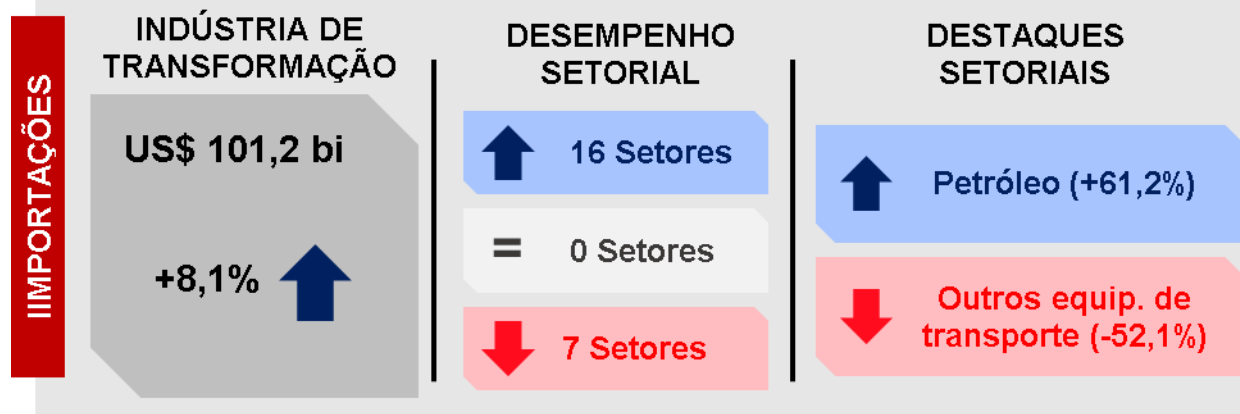 IIMPORTAÇÕES
INDÚSTRIA DE
TRANSFORMAÇÃO
US$ 101,2 bi
+8,1%
DESEMPENHO
SETORIAL
16 Setores
= 0 Setores
7 Setores
DESTAQUES
SETORIAIS
Petróleo (+61,2%)
Outros equip. de
transporte (-52,1%)